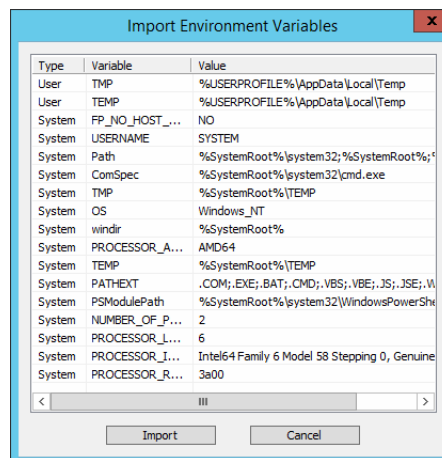 Import Environment Variables
x
Type Variable Value
User TMP %USERPROFILE%\AppData\Local\Temp
User TEMP %USERPROFILE%\AppData\Local\Temp
System FP_NO_HOST_... NO
System USERNAME SYSTEM
System Path %SystemRoot%\system32;%SystemRoot%;%
System ComSpec %SystemRoot%\system32\cmd.exe
System TMP %SystemRoot%\TEMP
System OS Windows_NT
System windir %SystemRoot%
System PROCESSOR_A... AMD64
System TEMP %SystemRoot%\TEMP
System PATHEXT .COM;.EXE;.BAT;.CMD;.VBS;.VBE;.JS;.JSE;.W
System PSModulePath %SystemRoot%\system32\WindowsPowerShe
System NUMBER_OF_P... 2
System PROCESSOR_L... 6
System PROCESSOR_I... Intel64 Family 6 Model 58 Stepping 0, Genuine
System PROCESSOR_R... 3a00
Import Cancel